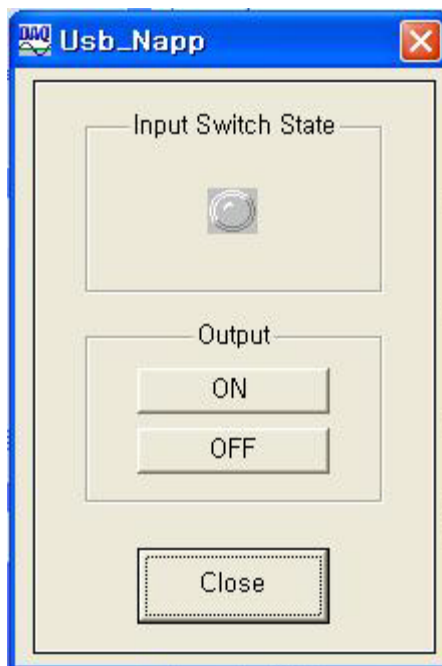 DAQ Usb_Napp
Input Switch State
Output
ON
OFF
Close